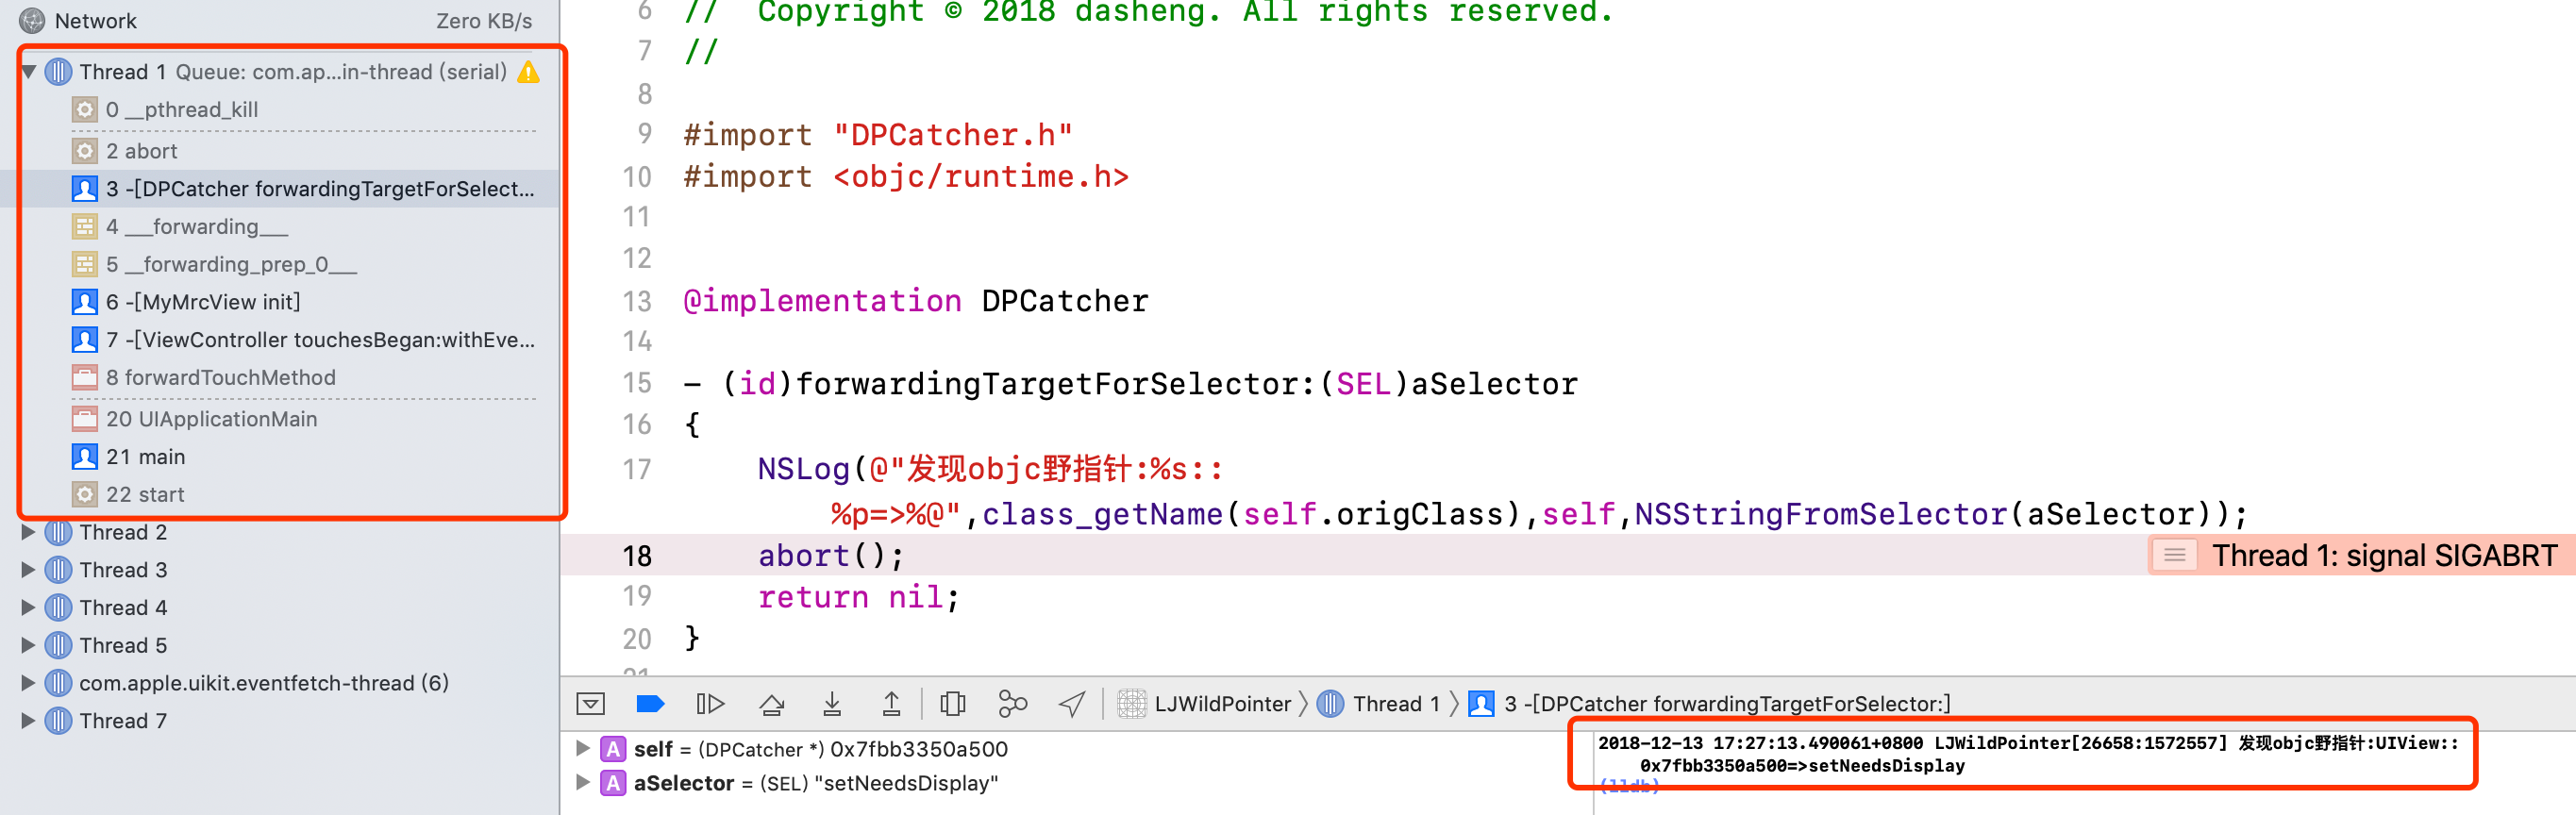 Network Zero KB/s
Thread 1 Queue: com.ap...in-thread (serial)
0 __pthread_kill
2 abort
3 -[DPCatcher forwardingTargetForSelect...
4 ___forwarding___
5 __forwarding_prep_0___
6 -[MyMrcView init]
7 -[ViewController touchesBegan:withEve...
8 forwardTouchMethod
20 UIApplicationMain
21 main
22 start
Thread 2
Thread 3
Thread 4
Thread 5
com.apple.uikit.eventfetch-thread (6)
Thread 7
6 // Copyright © 2018 dasheng. All rights reserved.
7 //
8
9 #import "DPCatcher.h"
10 #import <objc/runtime.h>
11
12
13 @implementation DPCatcher
14
15 - (id)forwardingTargetForSelector:(SEL)aSelector
16 {
17 NSLog(@"发现objc野指针:%s::
%p=>%@",class_getName(self.origClass),self,NSStringFromSelector(aSelector));
18 abort(); Thread 1: signal SIGABRT
19 return nil;
20 }
LJWildPointer Thread 1 3 -[DPCatcher forwardingTargetForSelector:]
A self = (DPCatcher *) 0x7fbb3350a500
A aSelector = (SEL) "setNeedsDisplay"
2018-12-13 17:27:13.490061+0800 LJWildPointer[26658:1572557] 发现objc野指针:UIView::
0x7fbb3350a500=>setNeedsDisplay
(lldb)